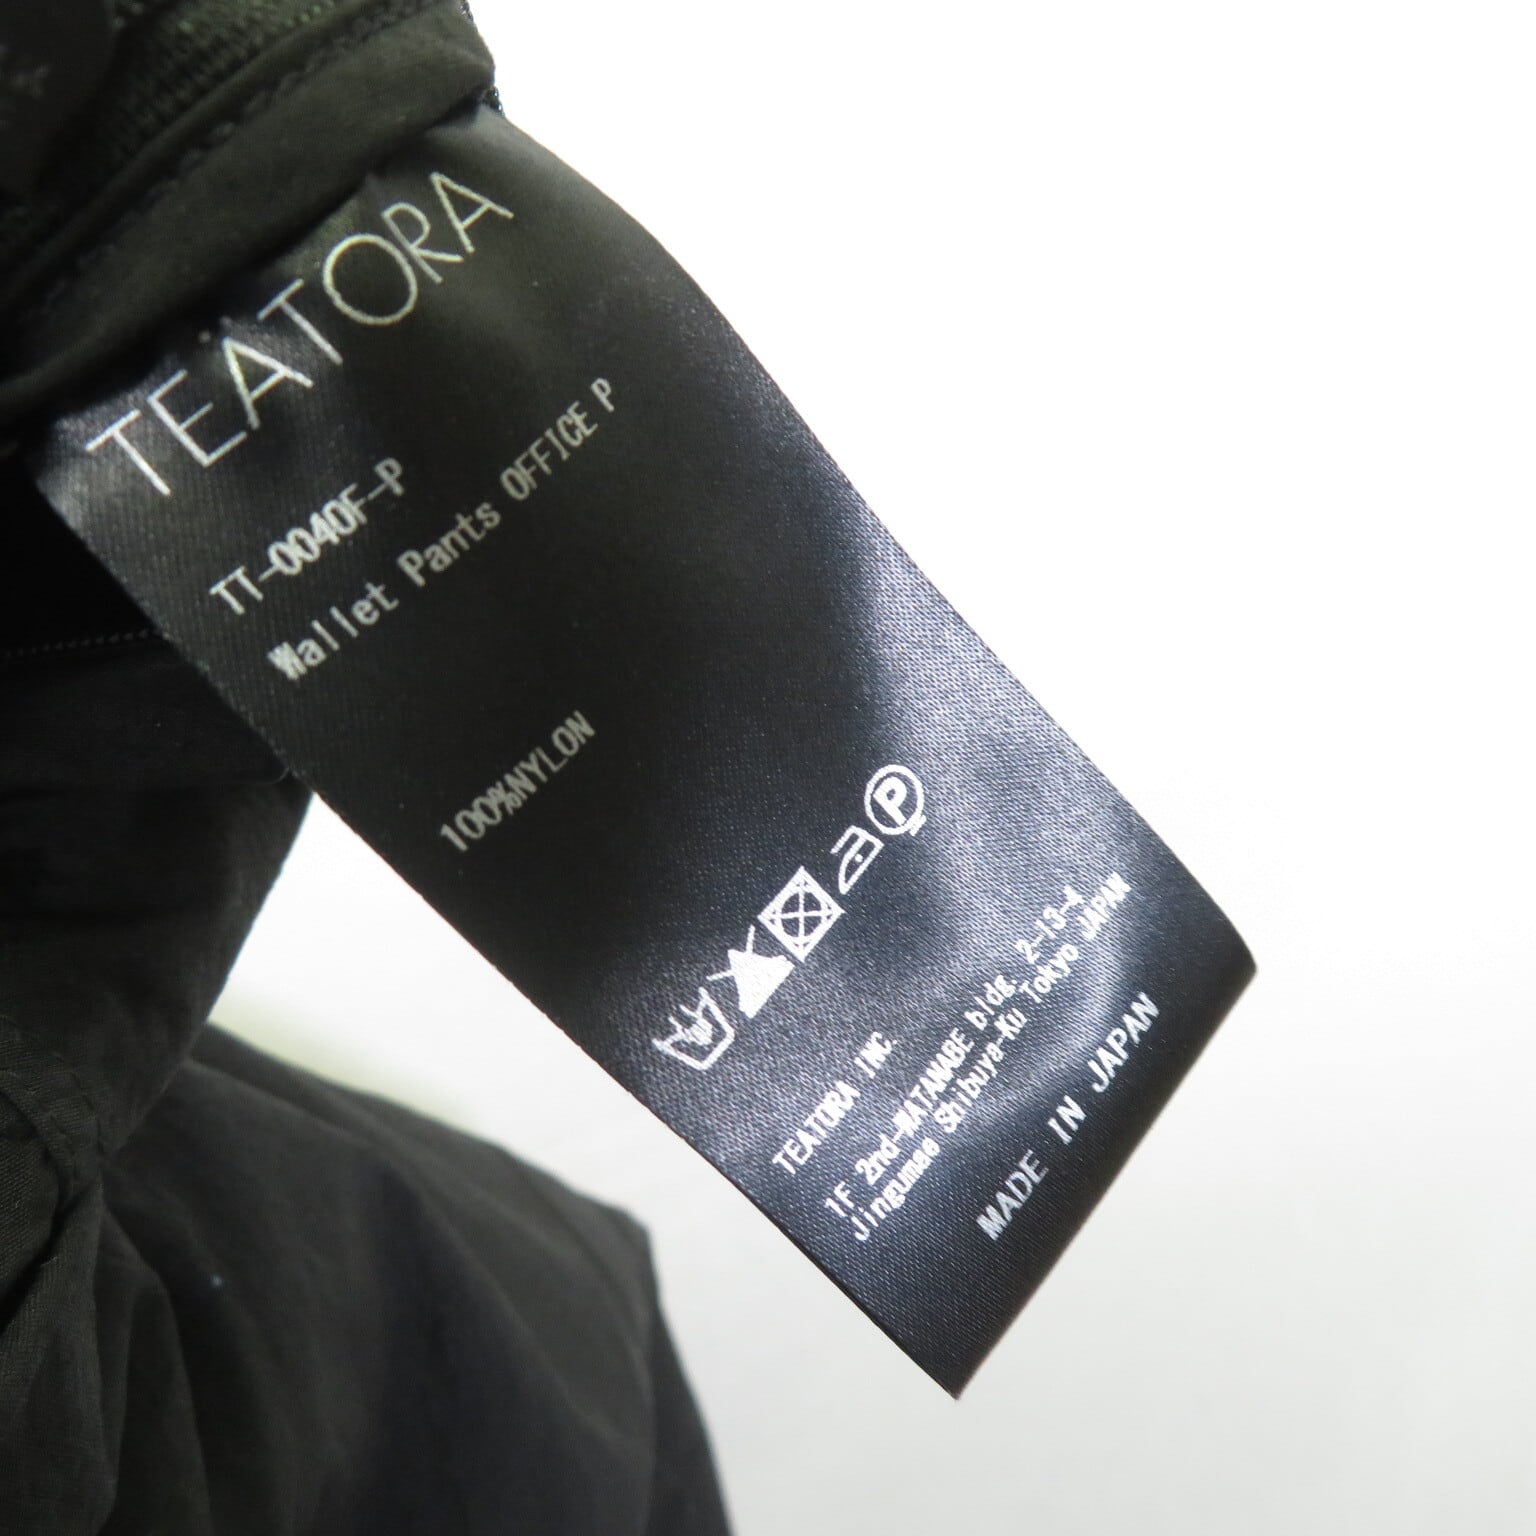 TEATORA
TT-004OF-P
Wallet Pants OFFICE P
100%NYLON
P
TEATORA INC.
1F 2nd-WATANABE bldg. 2-13-4
Jingumae Shibuya-Ku Tokyo JAPAN
MADE IN JAPAN